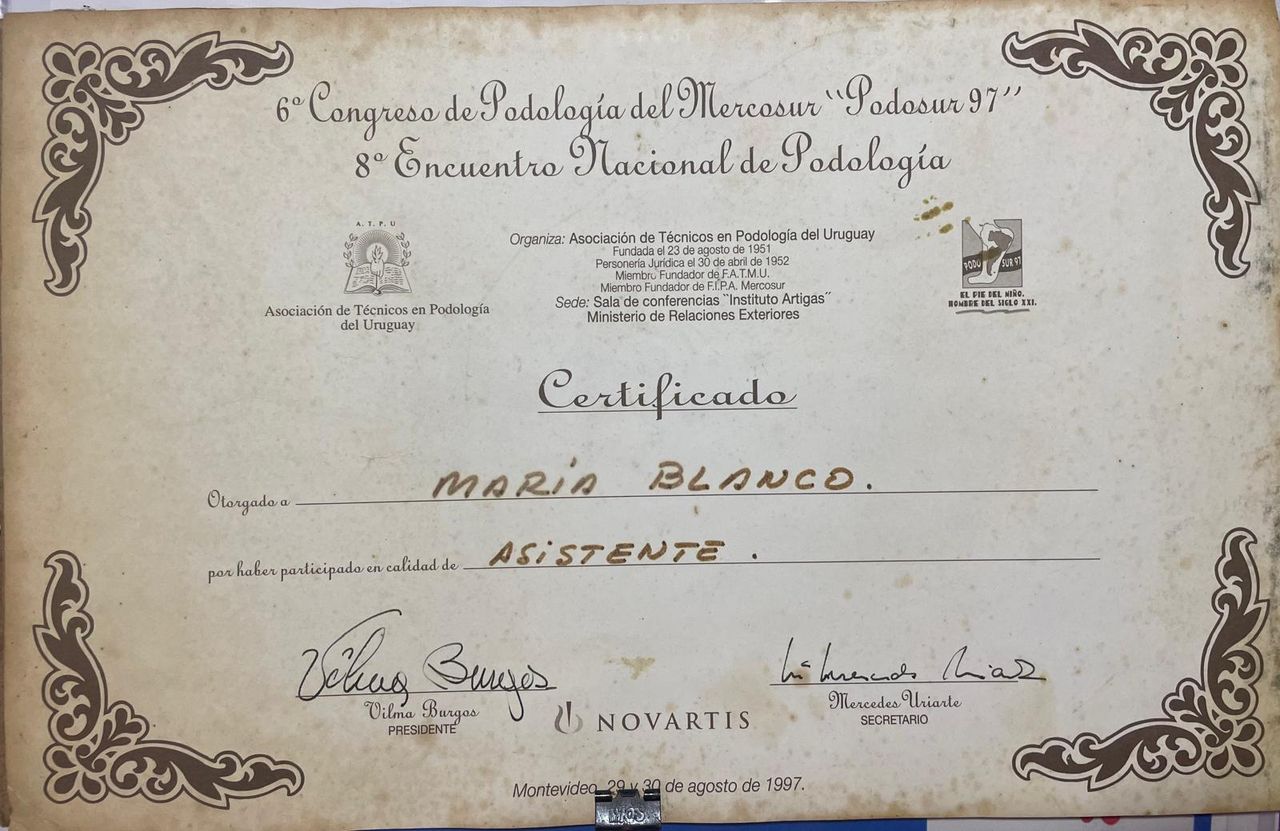 6º Congreso de Podología del Mercosur "Podosur 97"
8º Encuentro Nacional de Podología
A. T. P. U
Asociación de Técnicos en Podología
del Uruguay
Organiza: Asociación de Técnicos en Podología del Uruguay
Fundada el 23 de agosto de 1951
Personería Jurídica el 30 de abril de 1952
Miembro Fundador de F.A.T.M.U.
Miembro Fundador de F.I.P.A. Mercosur
Sede: Sala de conferencias "Instituto Artigas"
Ministerio de Relaciones Exteriores
PODO SUR 97
EL PIE DEL NIÑO.
HOMBRE DEL SIGLO XXI.
Certificado
Otorgado a MARÍA BLANCO.
por haber participado en calidad de ASISTENTE.
Vilma Burgos
Vilma Burgos
PRESIDENTE
NOVARTIS
Mercedes Uriarte
SECRETARIO
Montevideo, 29 y 30 de agosto de 1997.